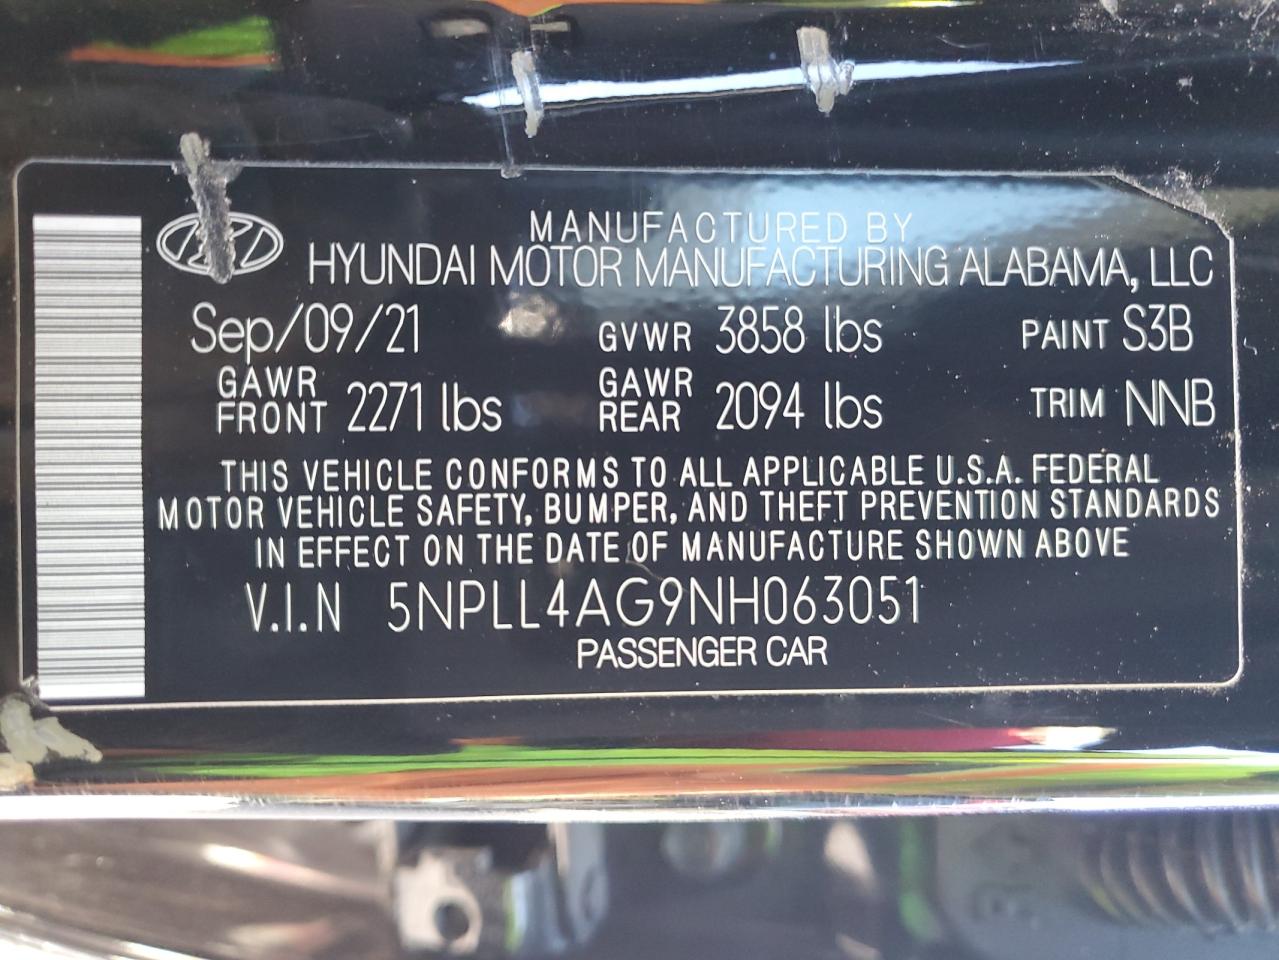 MANUFACTURED BY
HYUNDAI MOTOR MANUFACTURING ALABAMA, LLC
Sep/09/21 GVWR 3858 lbs PAINT S3B
GAWR FRONT 2271 lbs GAWR REAR 2094 lbs TRIM NNB
THIS VEHICLE CONFORMS TO ALL APPLICABLE U.S.A. FEDERAL
MOTOR VEHICLE SAFETY, BUMPER, AND THEFT PREVENTION STANDARDS
IN EFFECT ON THE DATE OF MANUFACTURE SHOWN ABOVE
V.I.N 5NPLL4AG9NH063051
PASSENGER CAR